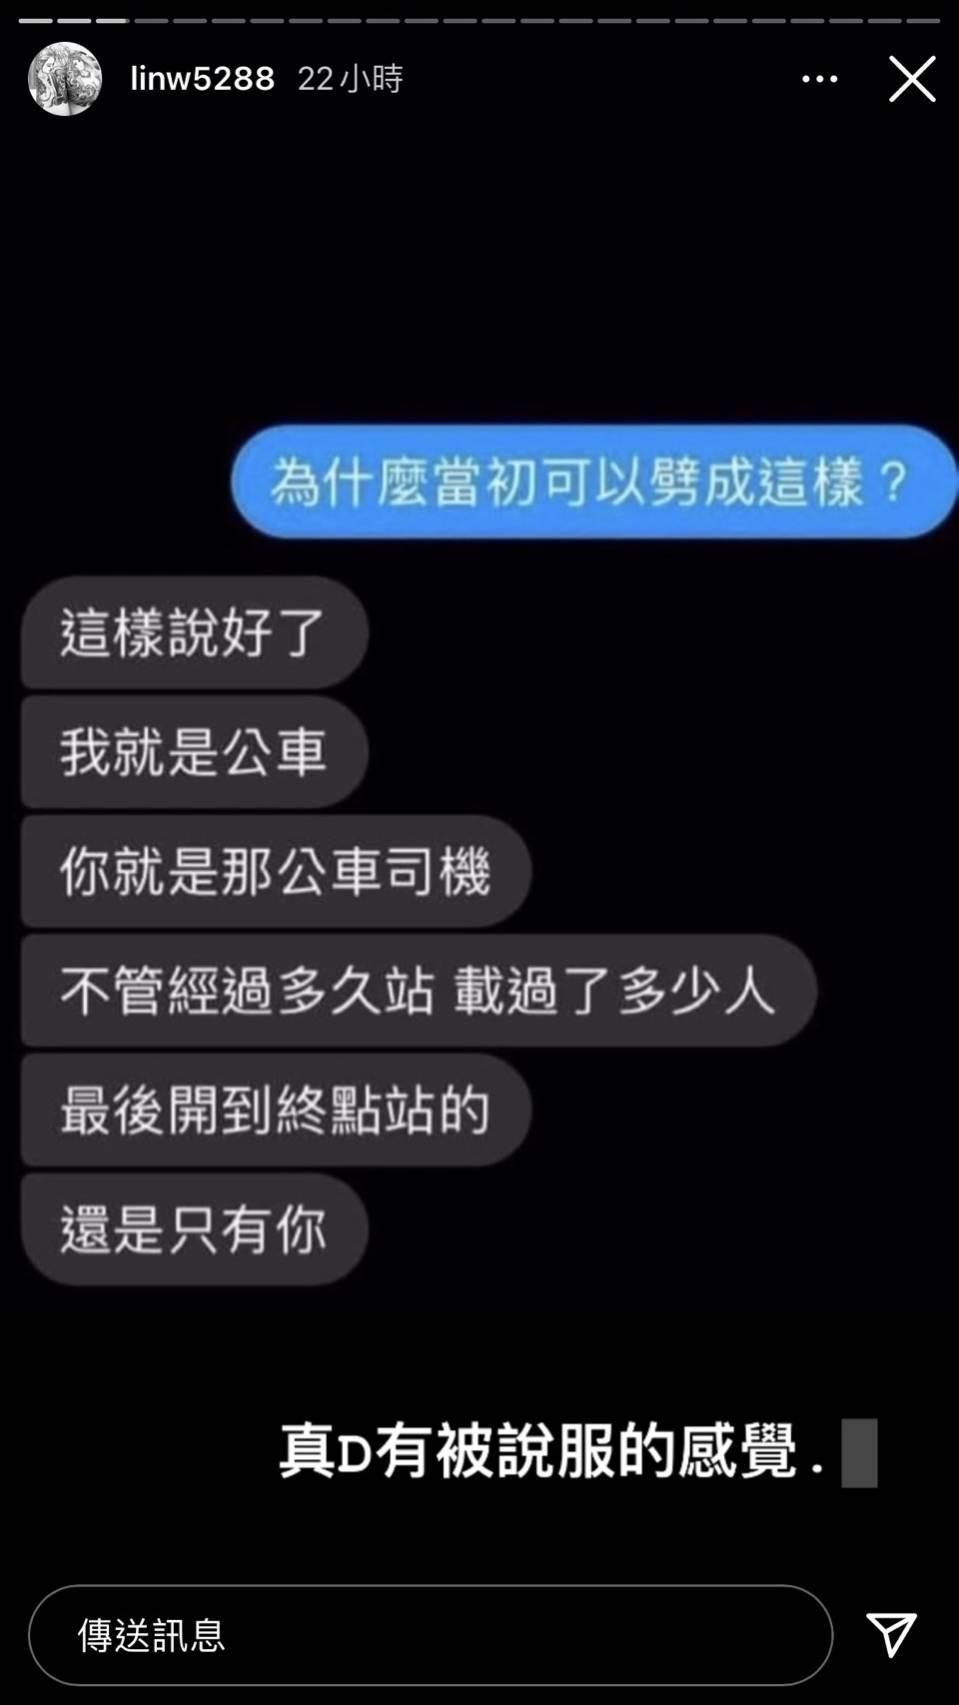 linw5288 22小時
為什麼當初可以劈成這樣？
這樣說好了
我就是公車
你就是那公車司機
不管經過多久站 載過了多少人
最後開到終點站的
還是只有你
真D有被說服的感覺.
傳送訊息